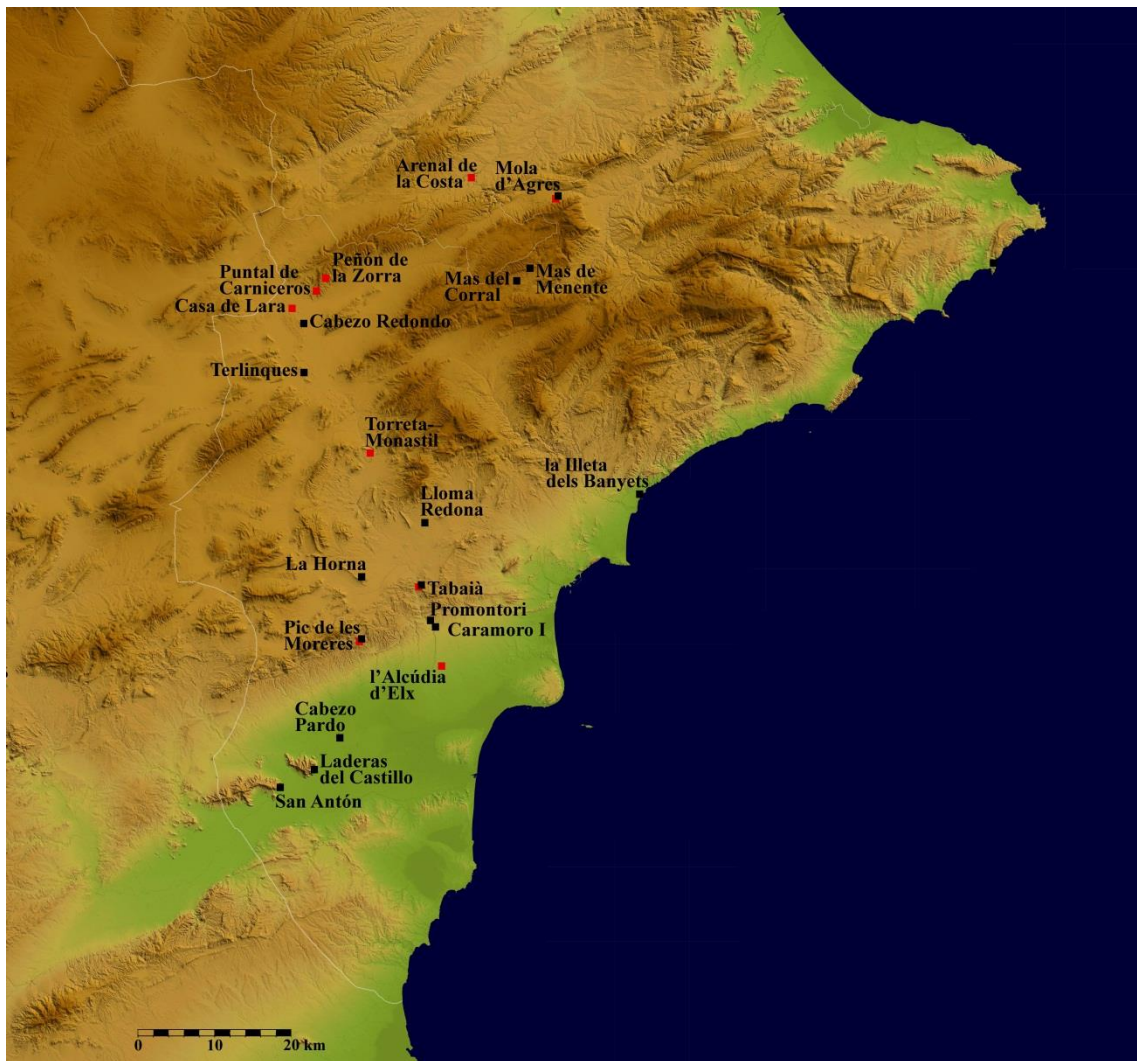 Arenal de
la Costa
Mola
d'Agres
Peñón de
la Zorra
Puntal de
Carniceros
Mas del
Corral
Mas de
Menente
Casa de Lara
Cabezo Redondo
Terlinques
Torreta-
Monastil
la Illeta
dels Banyets
Lloma
Redona
La Horna
Tabaià
Promontori
Caramoro I
Pic de les
Moreres
l'Alcúdia
d'Elx
Cabezo
Pardo
Laderas
del Castillo
San Antón
0 10 20 km